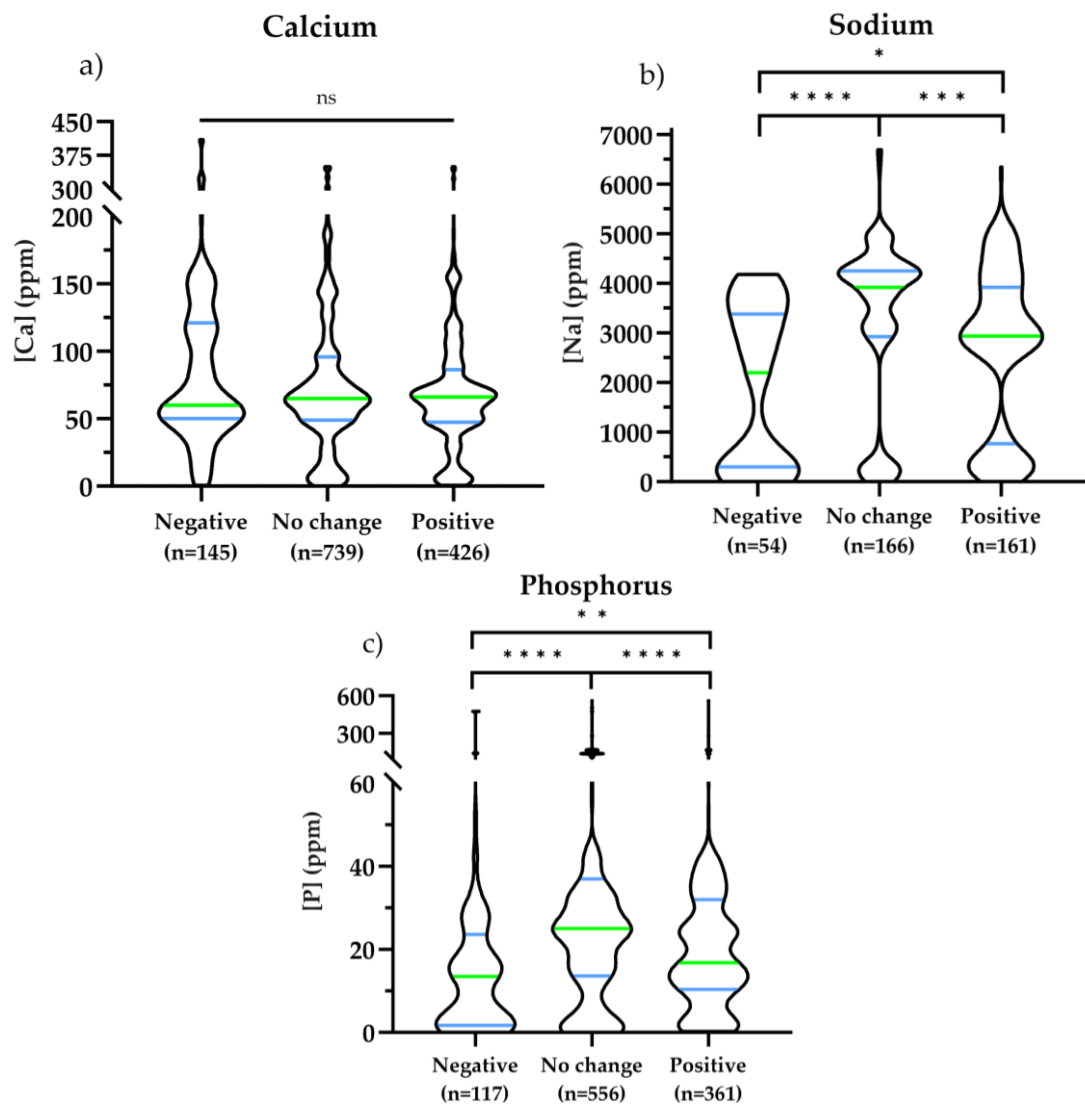 Calcium
a)
ns
450
375
300
200
150
100
50
0
[Ca] (ppm)
Negative
(n=145)
No change
(n=739)
Positive
(n=426)
Sodium
b)
*
****
***
7000
6000
5000
4000
3000
2000
1000
0
[Na] (ppm)
Negative
(n=54)
No change
(n=166)
Positive
(n=161)
Phosphorus
c)
**
****
****
600
300
60
40
20
0
[P] (ppm)
Negative
(n=117)
No change
(n=556)
Positive
(n=361)